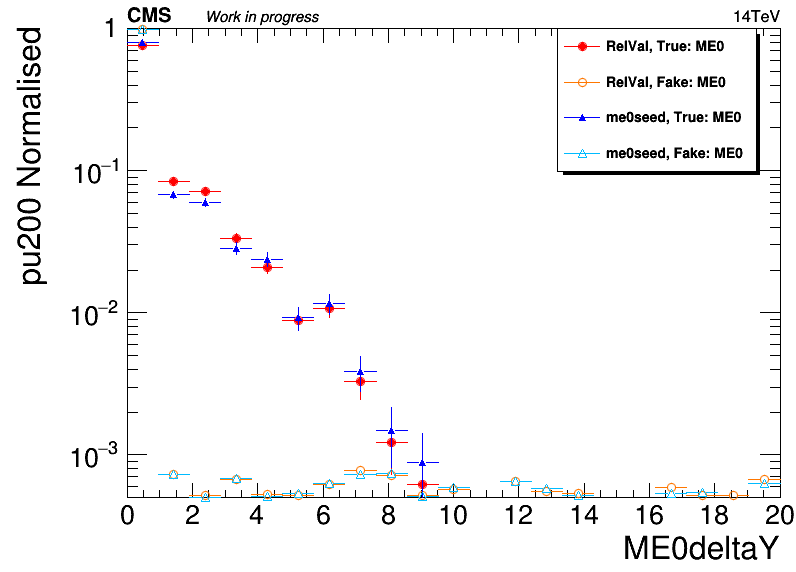 CMS Work in progress 14TeV
pu200 Normalised
1
10−1
10−2
10−3
RelVal, True: ME0
RelVal, Fake: ME0
me0seed, True: ME0
me0seed, Fake: ME0
0 2 4 6 8 10 12 14 16 18 20
ME0deltaY